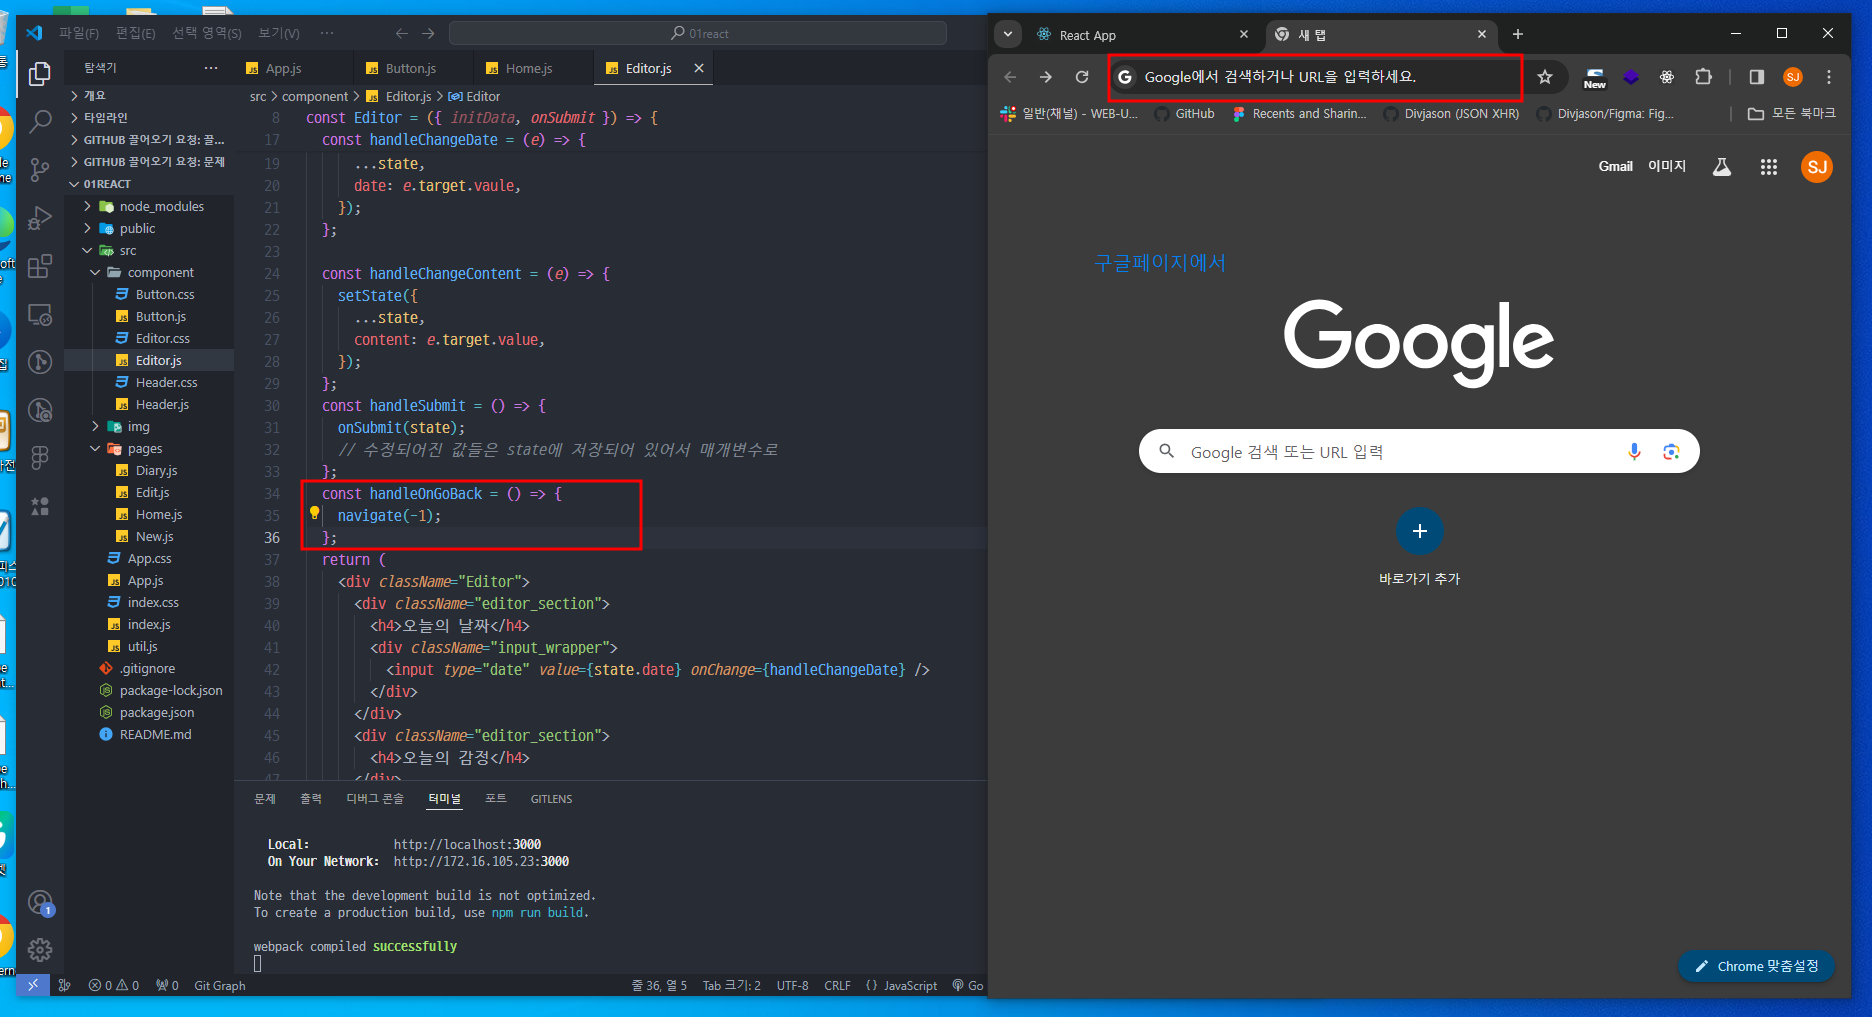 파일(F) 편집(E) 선택 영역(S) 보기(V) ···
01react
탐색기 ···
개요
타임라인
GITHUB 끌어오기 요청: 끌...
GITHUB 끌어오기 요청: 문제
01REACT
node_modules
public
src
component
Button.css
Button.js
Editor.css
Editor.js
Header.css
Header.js
img
pages
Diary.js
Edit.js
Home.js
New.js
App.css
App.js
index.css
index.js
util.js
.gitignore
package-lock.json
package.json
README.md
App.js Button.js Home.js Editor.js
src > component > Editor.js > Editor
8 const Editor = ({ initData, onSubmit }) => {
17 const handleChangeDate = (e) => {
19 ...state,
20 date: e.target.vaule,
21 });
22 };
23
24 const handleChangeContent = (e) => {
25 setState({
26 ...state,
27 content: e.target.value,
28 });
29 };
30 const handleSubmit = () => {
31 onSubmit(state);
32 // 수정되어진 값들은 state에 저장되어 있어서 매개변수로
33 };
34 const handleOnGoBack = () => {
35 navigate(-1);
36 };
37 return (
38 <div className="Editor">
39 <div className="editor_section">
40 <h4>오늘의 날짜</h4>
41 <div className="input_wrapper">
42 <input type="date" value={state.date} onChange={handleChangeDate} />
43 </div>
44 </div>
45 <div className="editor_section">
46 <h4>오늘의 감정</h4>
47 </div>
문제 출력 디버그 콘솔 터미널 포트 GITLENS
Local: http://localhost:3000
On Your Network: http://172.16.105.23:3000
Note that the development build is not optimized.
To create a production build, use npm run build.
webpack compiled successfully
1
0 0 0 Git Graph 줄 36, 열 5 Tab 크기: 2 UTF-8 CRLF {} JavaScript Go
React App 새 탭
Google에서 검색하거나 URL을 입력하세요. New SJ
일반(채널) - WEB-U... GitHub Recents and Sharin... Divjason (JSON XHR) Divjason/Figma: Fig... 모든 북마크
Gmail 이미지 SJ
구글페이지에서
Google
Google 검색 또는 URL 입력
바로가기 추가
Chrome 맞춤설정